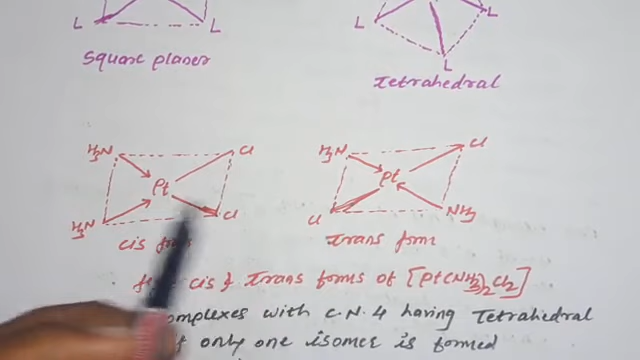 L L L L
L
Square planer
Tetrahedral
H3N Cl H3N Cl
Pt Pt
H3N Cl Cl NH3
cis Trans form
cis & Trans forms of [Pt(NH3)2Cl2]
complexes with C.N.4 having Tetrahedral
only one isomer is formed